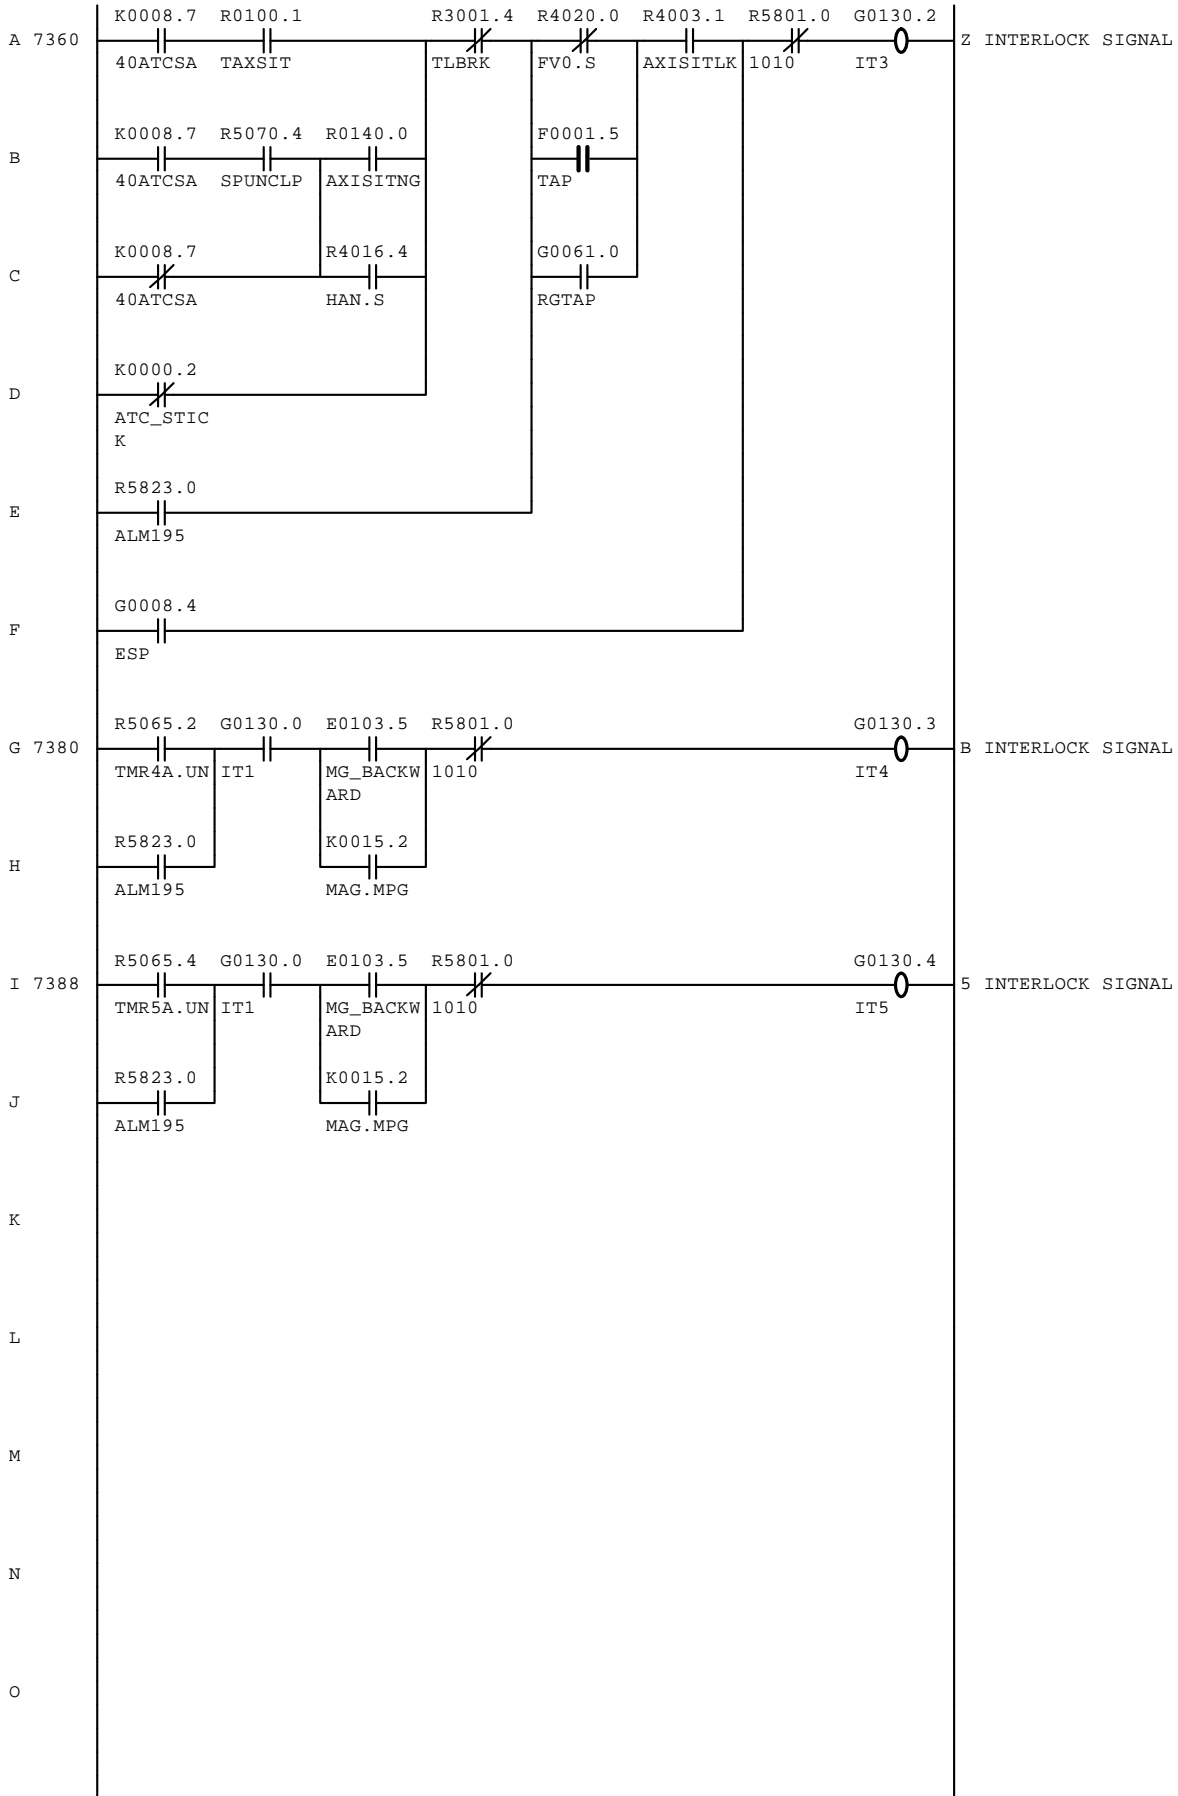 K0008.7 R0100.1 R3001.4 R4020.0 R4003.1 R5801.0 G0130.2
A 7360 Z INTERLOCK SIGNAL
40ATCSA TAXSIT TLBRK FV0.S AXISITLK 1010 IT3
K0008.7 R5070.4 R0140.0 F0001.5
B
40ATCSA SPUNCLP AXISITNG TAP
K0008.7 R4016.4 G0061.0
C
40ATCSA HAN.S RGTAP
K0000.2
D
ATC_STIC
K
R5823.0
E
ALM195
G0008.4
F
ESP
R5065.2 G0130.0 E0103.5 R5801.0 G0130.3
G 7380 B INTERLOCK SIGNAL
TMR4A.UN IT1 MG_BACKW 1010 IT4
ARD
R5823.0 K0015.2
H
ALM195 MAG.MPG
R5065.4 G0130.0 E0103.5 R5801.0 G0130.4
I 7388 5 INTERLOCK SIGNAL
TMR5A.UN IT1 MG_BACKW 1010 IT5
ARD
R5823.0 K0015.2
J
ALM195 MAG.MPG
K
L
M
N
O